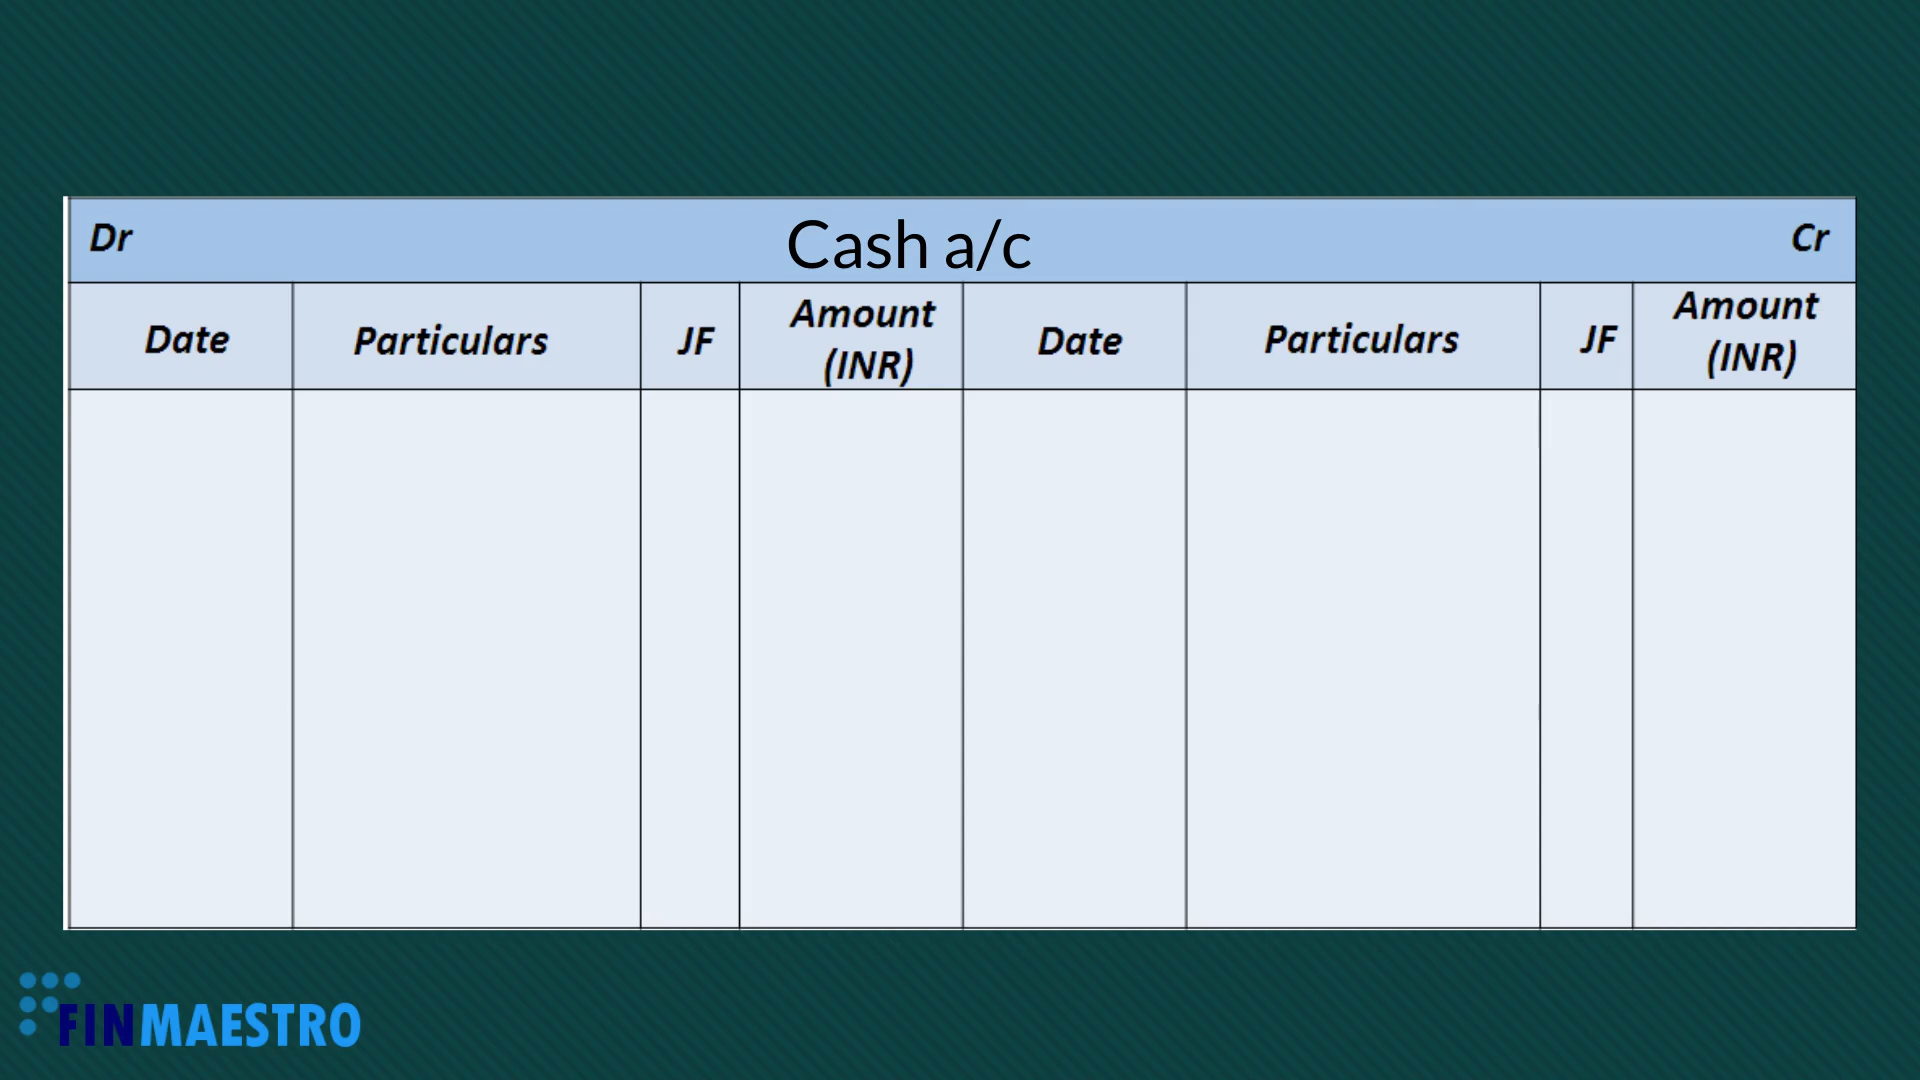 Dr Cash a/c Cr
Date Particulars JF Amount (INR) Date Particulars JF Amount (INR)
FINMAESTRO